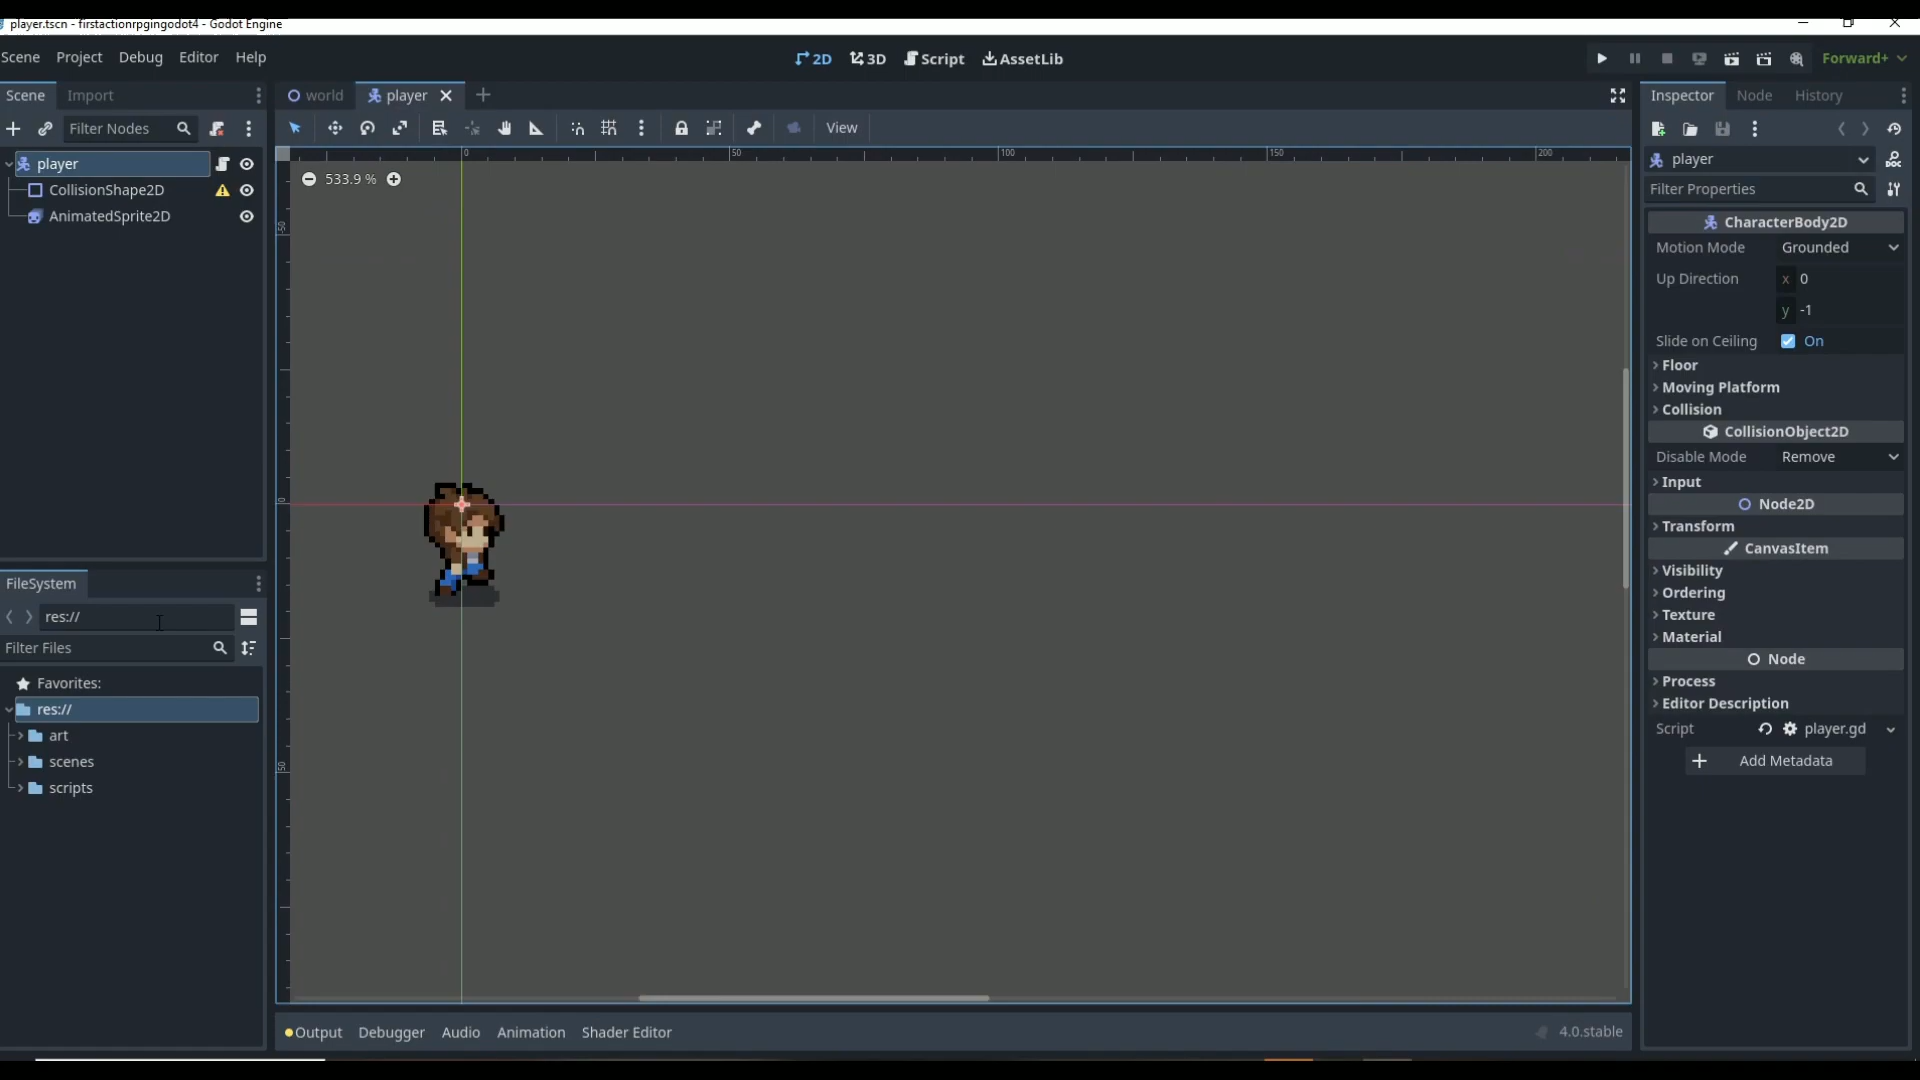 player.tscn - firstactionrpgingodot4 - Godot Engine
Scene Project Debug Editor Help
2D 3D Script AssetLib
Forward+
Scene Import
world player
Inspector Node History
Filter Nodes
View
player
CollisionShape2D
AnimatedSprite2D
0 50 100 150 200
533.9 %
-50
0
50
player
Filter Properties
CharacterBody2D
Motion Mode Grounded
Up Direction x 0
y -1
Slide on Ceiling On
Floor
Moving Platform
Collision
CollisionObject2D
Disable Mode Remove
Input
Node2D
Transform
CanvasItem
Visibility
Ordering
Texture
Material
Node
Process
Editor Description
Script player.gd
Add Metadata
FileSystem
res://
Filter Files
Favorites:
res://
art
scenes
scripts
Output Debugger Audio Animation Shader Editor
4.0.stable